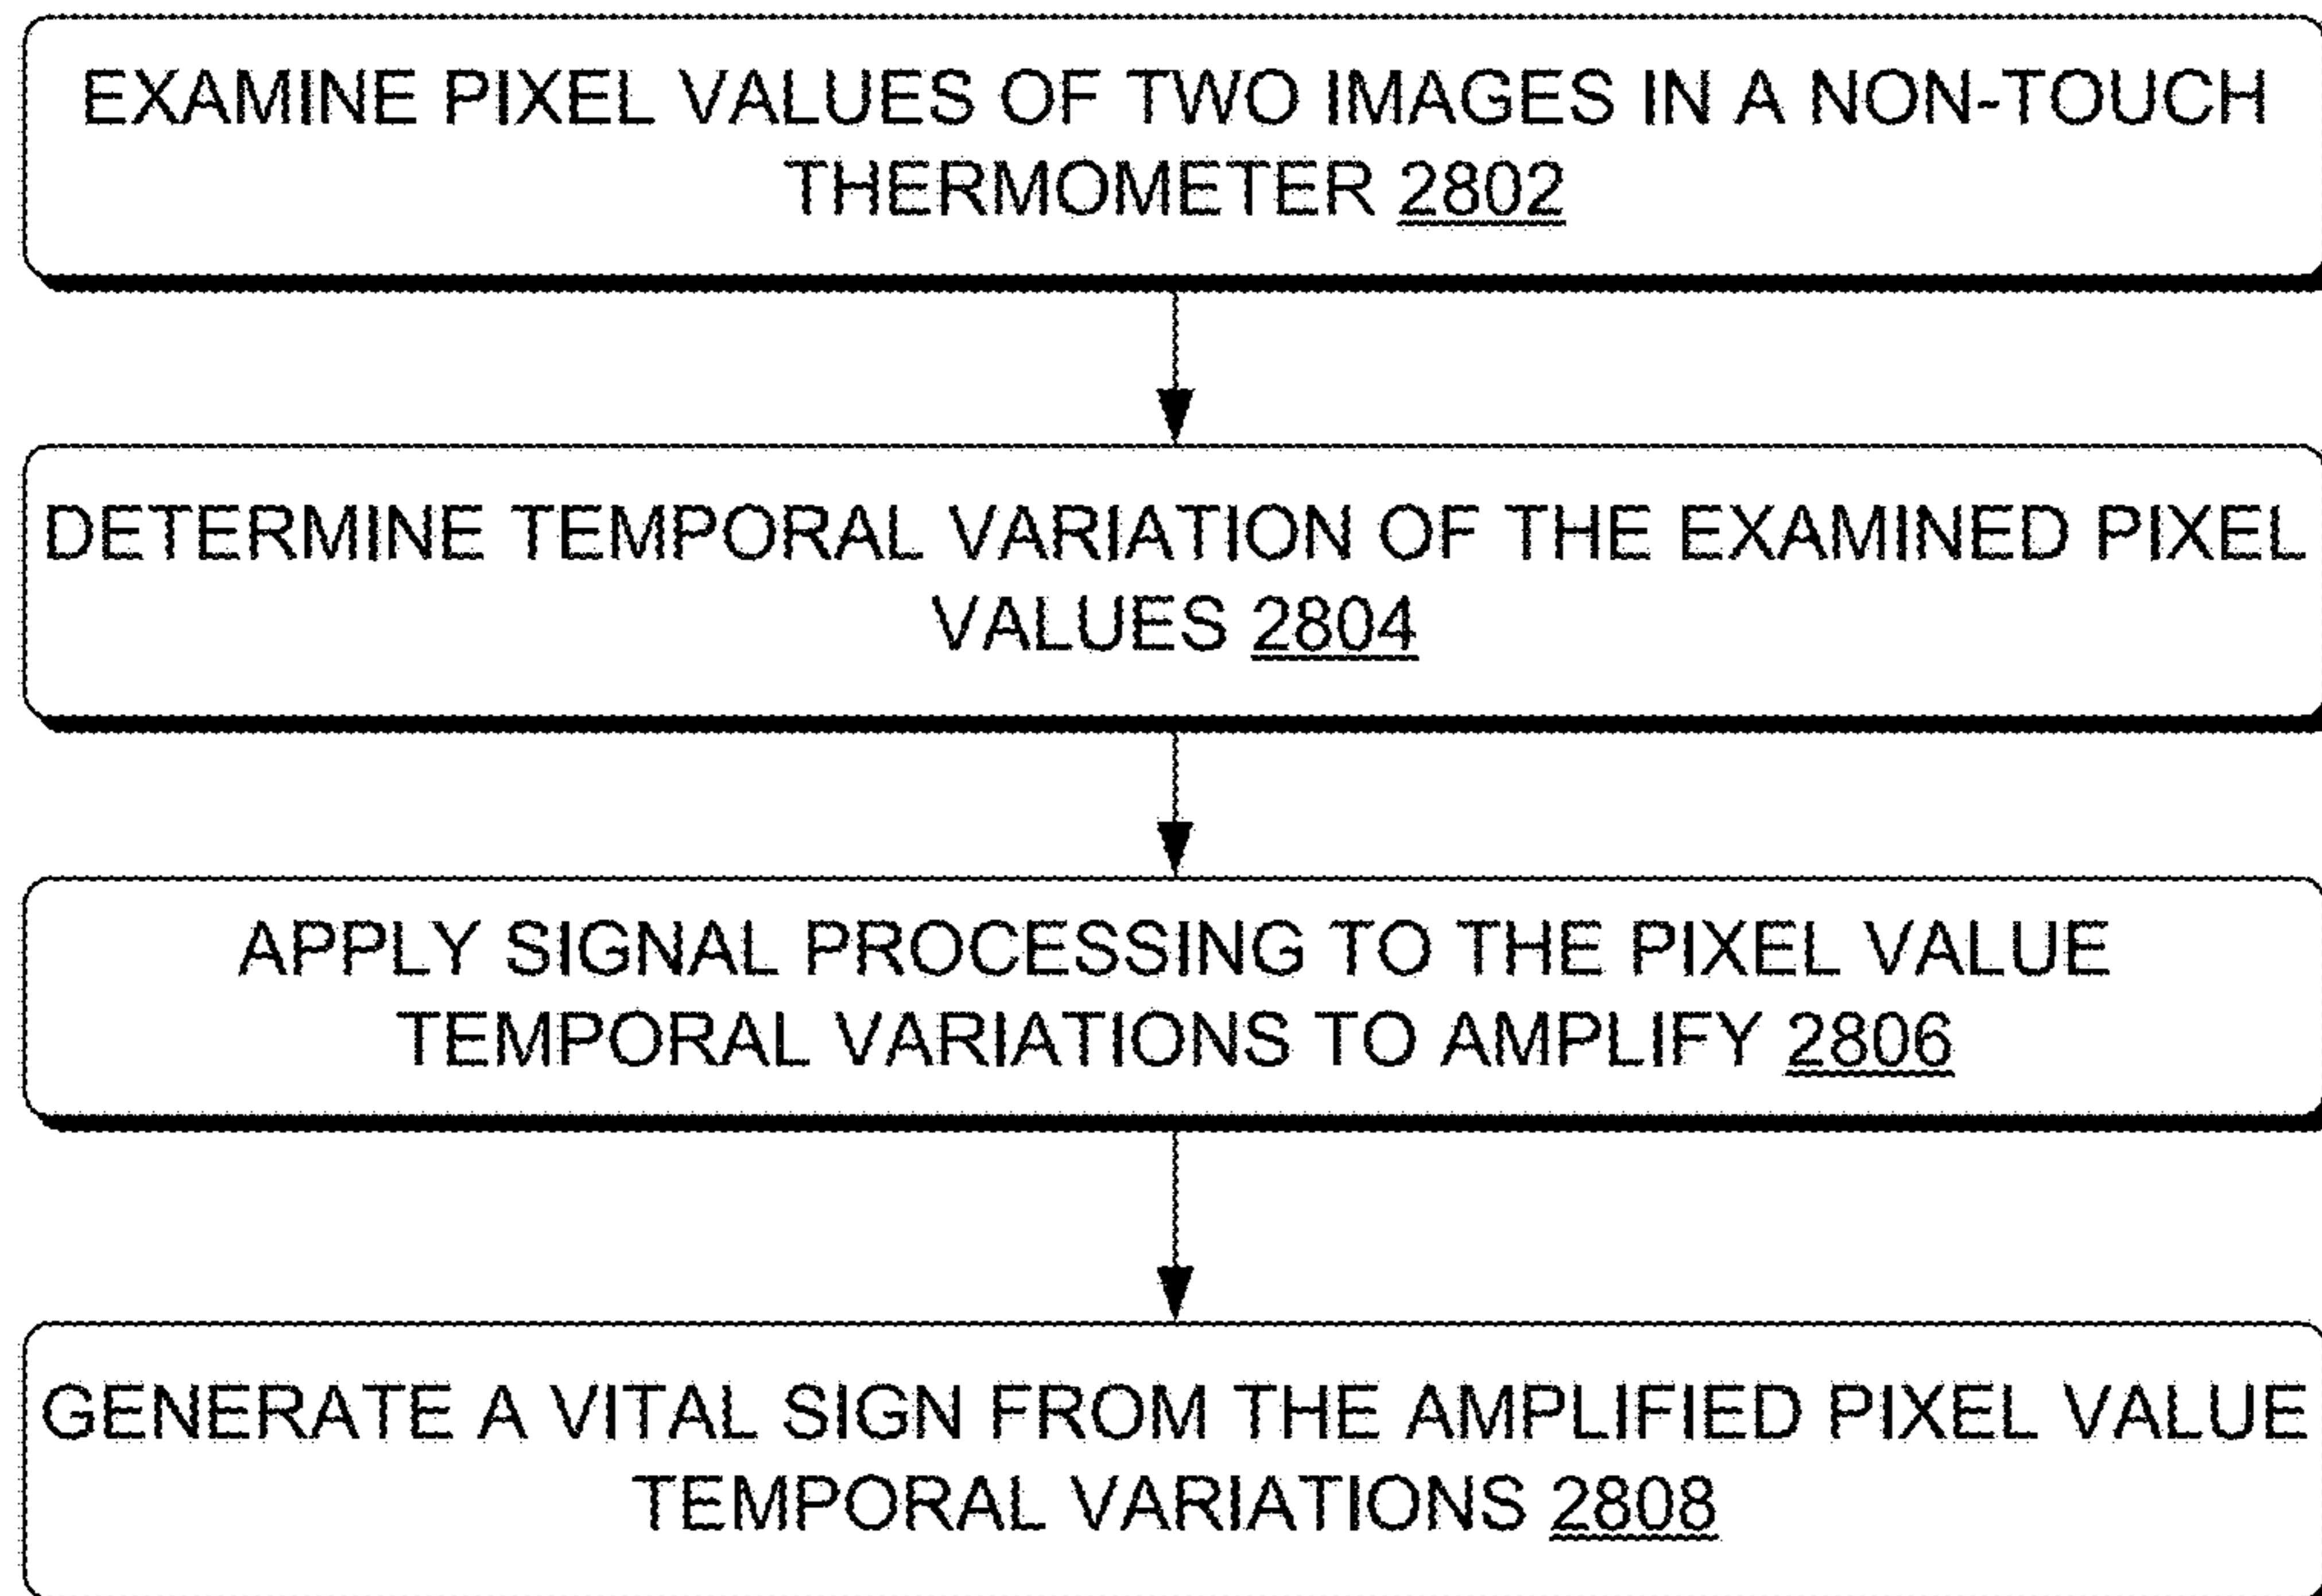 EXAMINE PIXEL VALUES OF TWO IMAGES IN A NON-TOUCH
THERMOMETER 2802
DETERMINE TEMPORAL VARIATION OF THE EXAMINED PIXEL
VALUES 2804
APPLY SIGNAL PROCESSING TO THE PIXEL VALUE
TEMPORAL VARIATIONS TO AMPLIFY 2806
GENERATE A VITAL SIGN FROM THE AMPLIFIED PIXEL VALUE
TEMPORAL VARIATIONS 2808